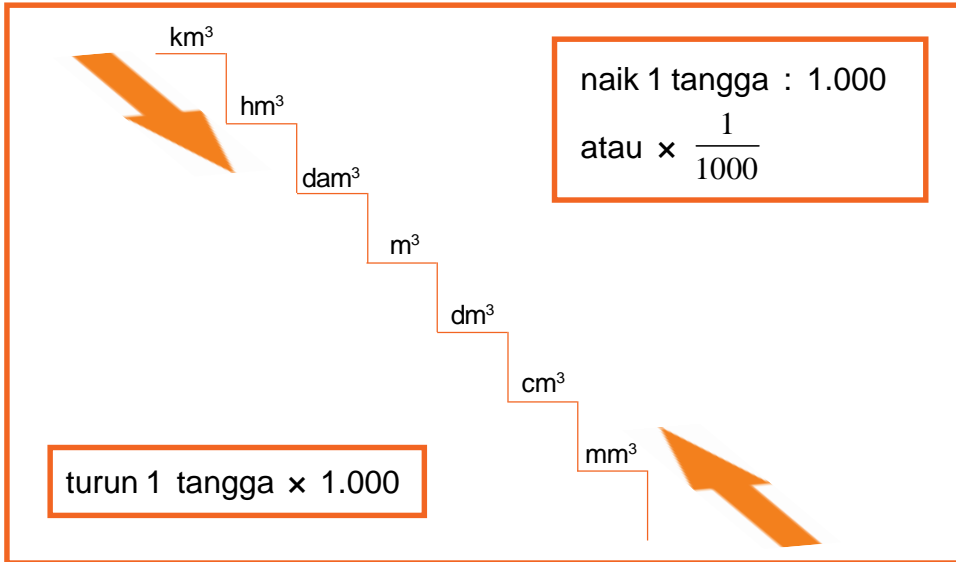 km³
hm³
dam³
m³
dm³
cm³
mm³
naik 1 tangga : 1.000
atau × 1/1000
turun 1 tangga × 1.000